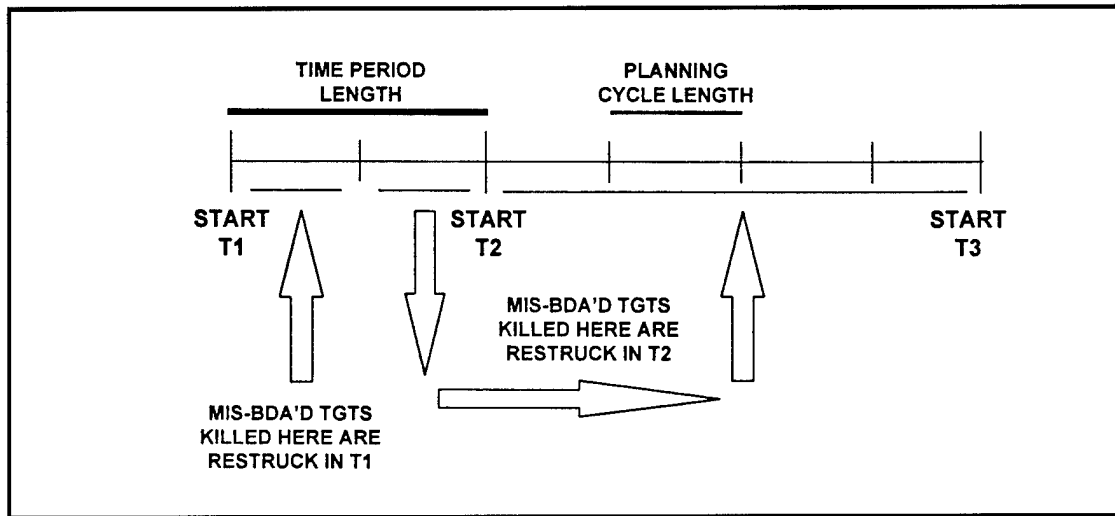 TIME PERIOD
LENGTH
PLANNING
CYCLE LENGTH
START
T1
START
T2
START
T3
MIS-BDA'D TGTS
KILLED HERE ARE
RESTRUCK IN T2
MIS-BDA'D TGTS
KILLED HERE ARE
RESTRUCK IN T1